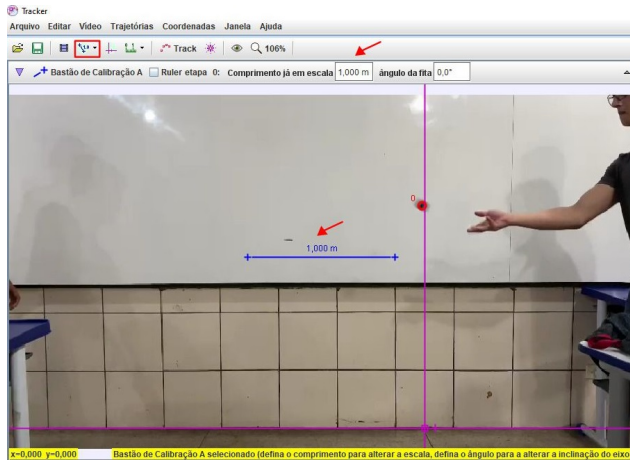 Tracker
Arquivo Editar Vídeo Trajetórias Coordenadas Janela Ajuda
Track 106%
Bastão de Calibração A Ruler etapa 0: Comprimento já em escala 1,000 m ângulo da fita 0,0°
0
1,000 m
x=0,000 y=0,000 Bastão de Calibração A selecionado (defina o comprimento para alterar a escala, defina o ângulo para a alterar a inclinação do eixo